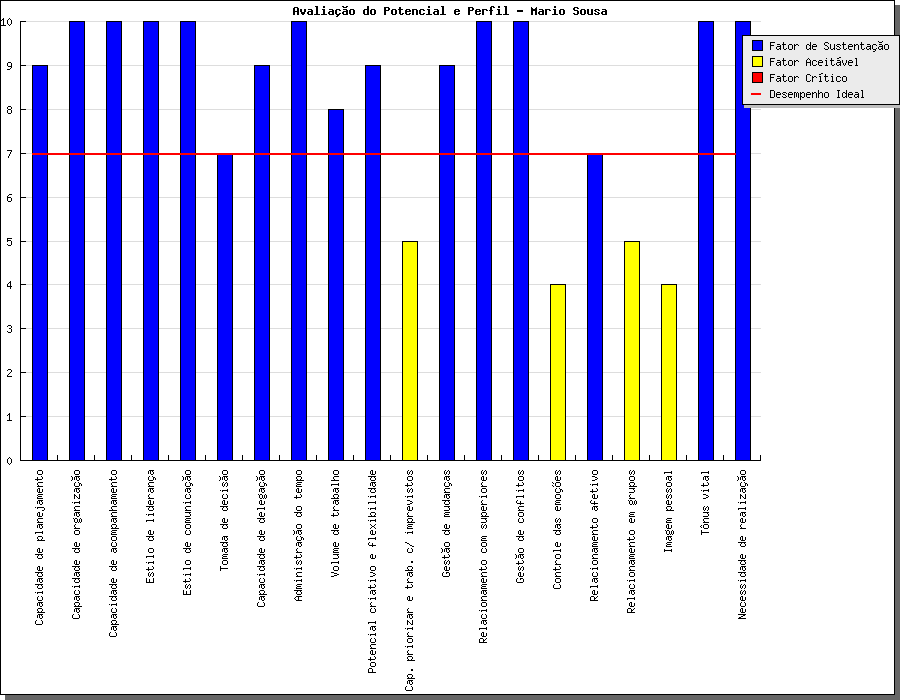 Avaliação do Potencial e Perfil - Mario Sousa
10
9
8
7
6
5
4
3
2
1
0
Fator de Sustentação
Fator Aceitável
Fator Crítico
Desempenho Ideal
Capacidade de planejamento
Capacidade de organização
Capacidade de acompanhamento
Estilo de liderança
Estilo de comunicação
Tomada de decisão
Capacidade de delegação
Administração do tempo
Volume de trabalho
Potencial criativo e flexibilidade
Cap. priorizar e trab. c/ imprevistos
Gestão de mudanças
Relacionamento com superiores
Gestão de conflitos
Controle das emoções
Relacionamento afetivo
Relacionamento em grupos
Imagem pessoal
Tônus vital
Necessidade de realização